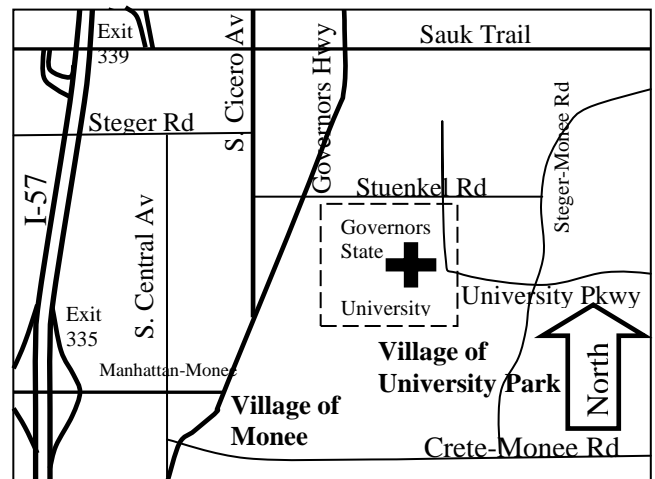 Exit
339
Sauk Trail
S. Cicero Av
Governors Hwy
Steger-Monee Rd
Steger Rd
I-57
Stuenkel Rd
S. Central Av
Governors
State
University
University Pkwy
Exit
335
Manhattan-Monee
Village of
University Park
North
Village of
Monee
Crete-Monee Rd